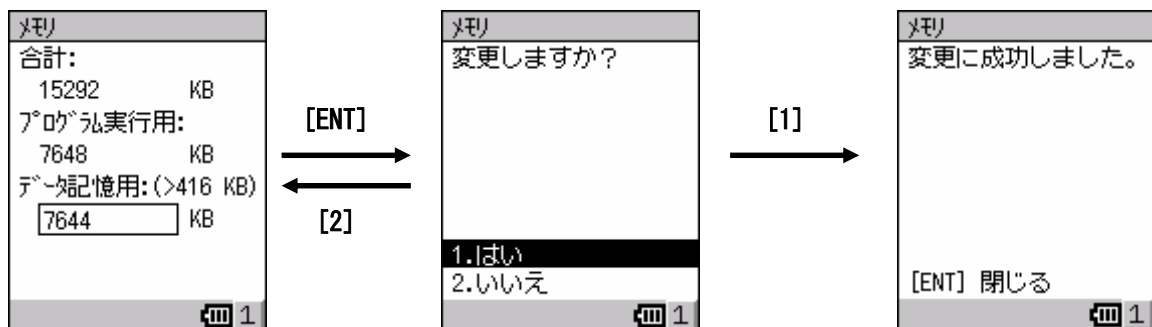 ﾒﾓﾘ
合計:
15292 KB
ﾌﾟﾛｸﾞﾗﾑ実行用:
7648 KB
ﾃﾞｰﾀ記憶用:(>416 KB)
7644 KB
1
[ENT]
[2]
ﾒﾓﾘ
変更しますか？
1.はい
2.いいえ
1
[1]
ﾒﾓﾘ
変更に成功しました。
[ENT] 閉じる
1